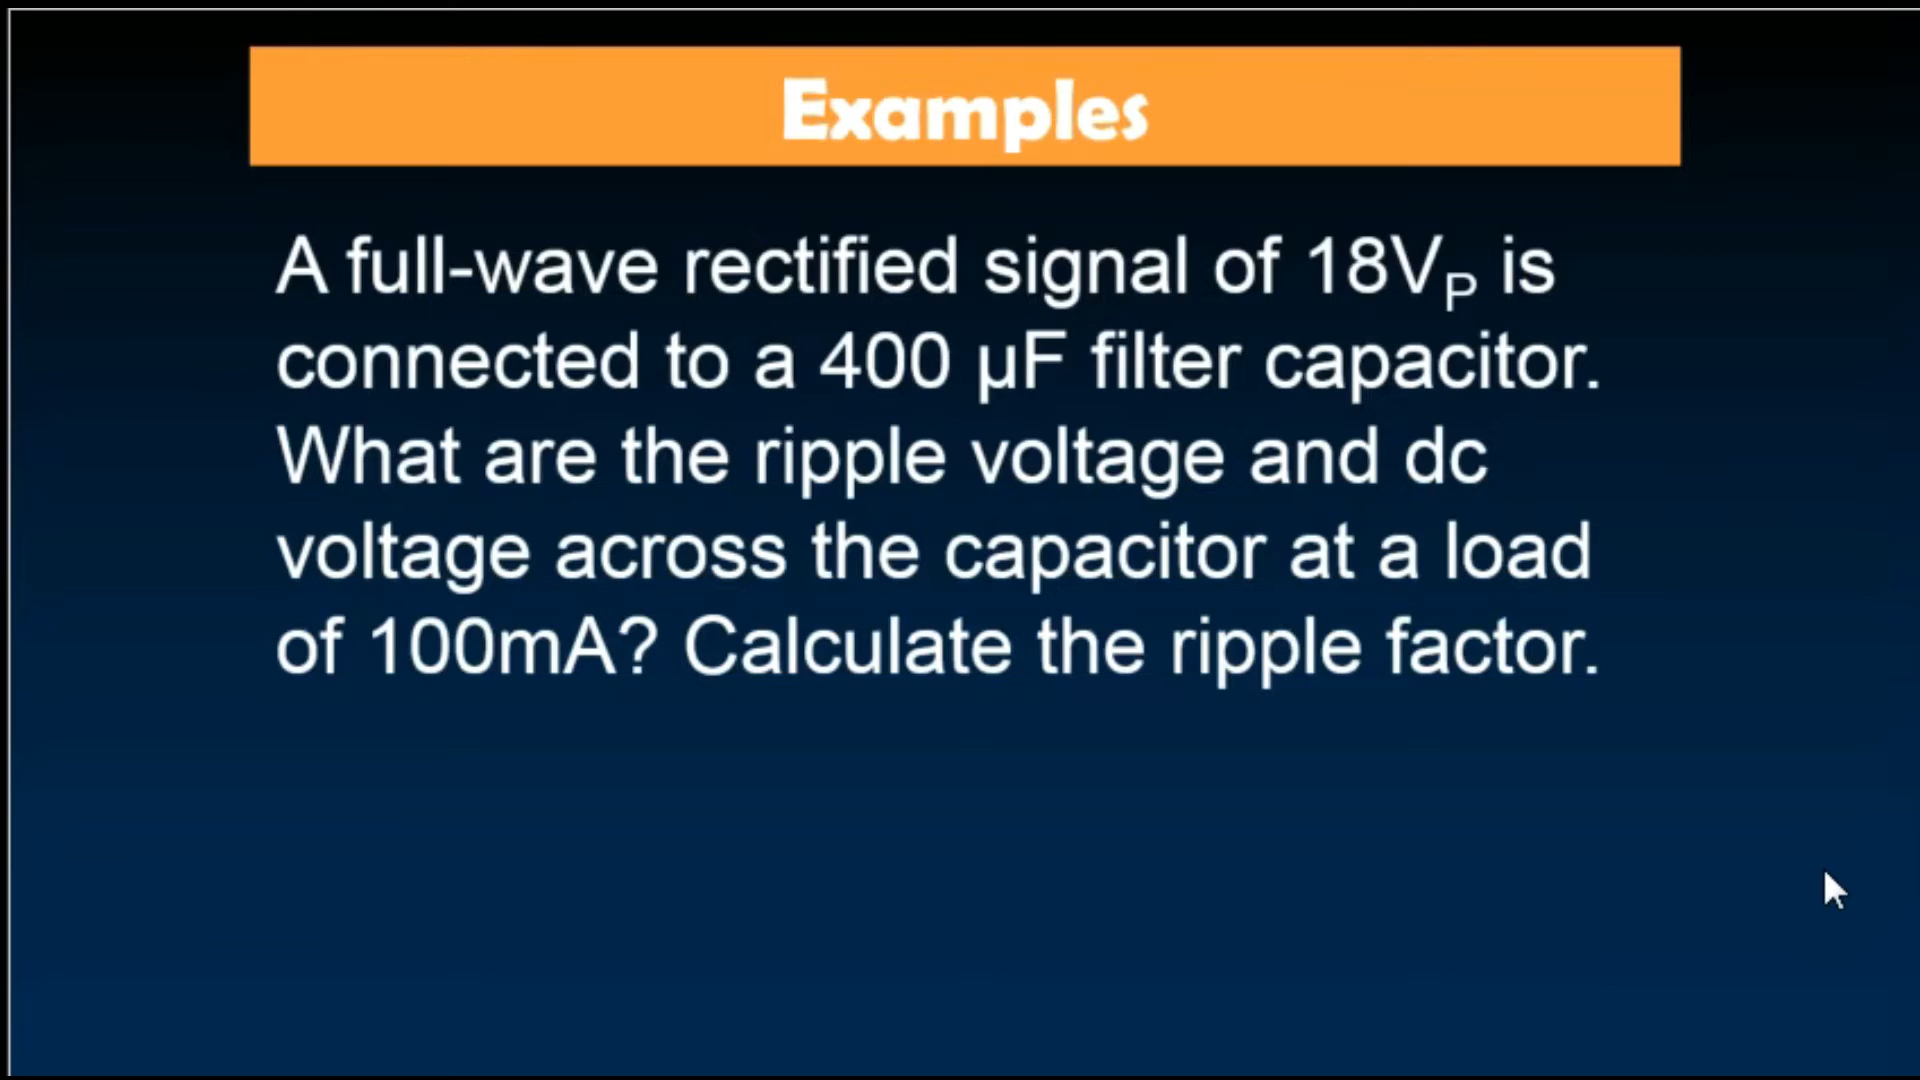 Examples
A full-wave rectified signal of 18VP is
connected to a 400 µF filter capacitor.
What are the ripple voltage and dc
voltage across the capacitor at a load
of 100mA? Calculate the ripple factor.